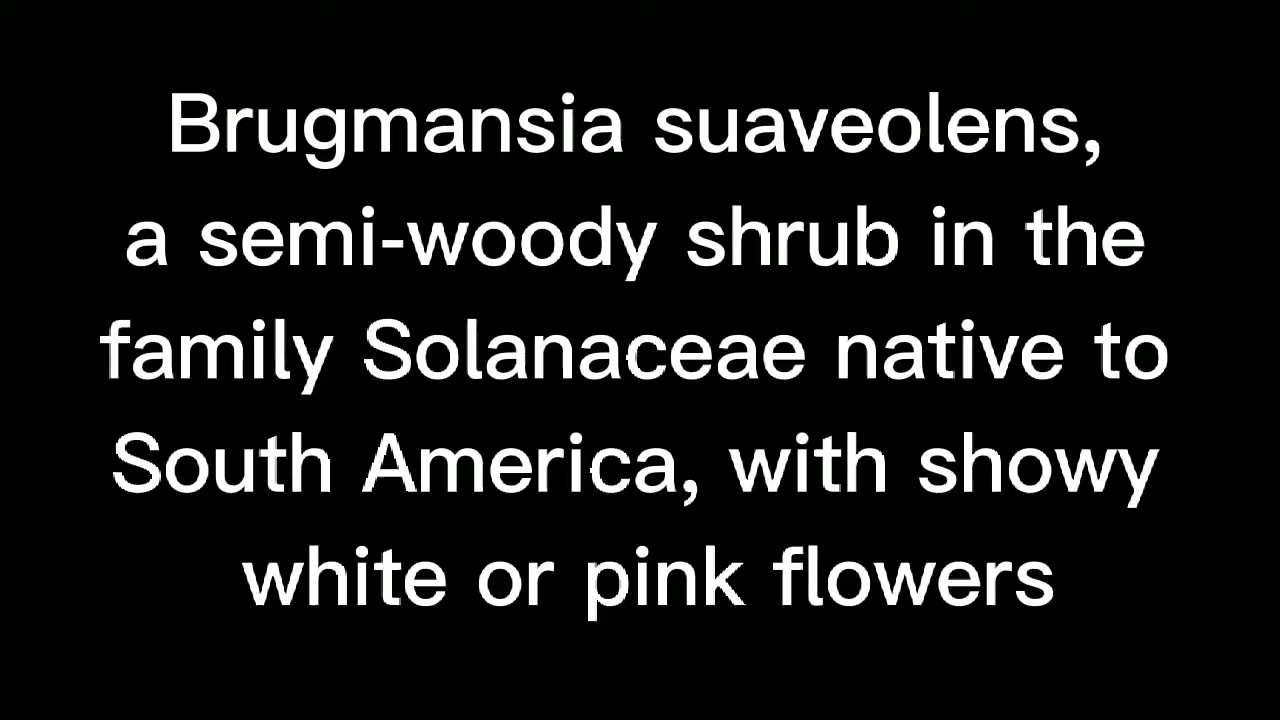 Brugmansia suaveolens,
a semi-woody shrub in the
family Solanaceae native to
South America, with showy
white or pink flowers